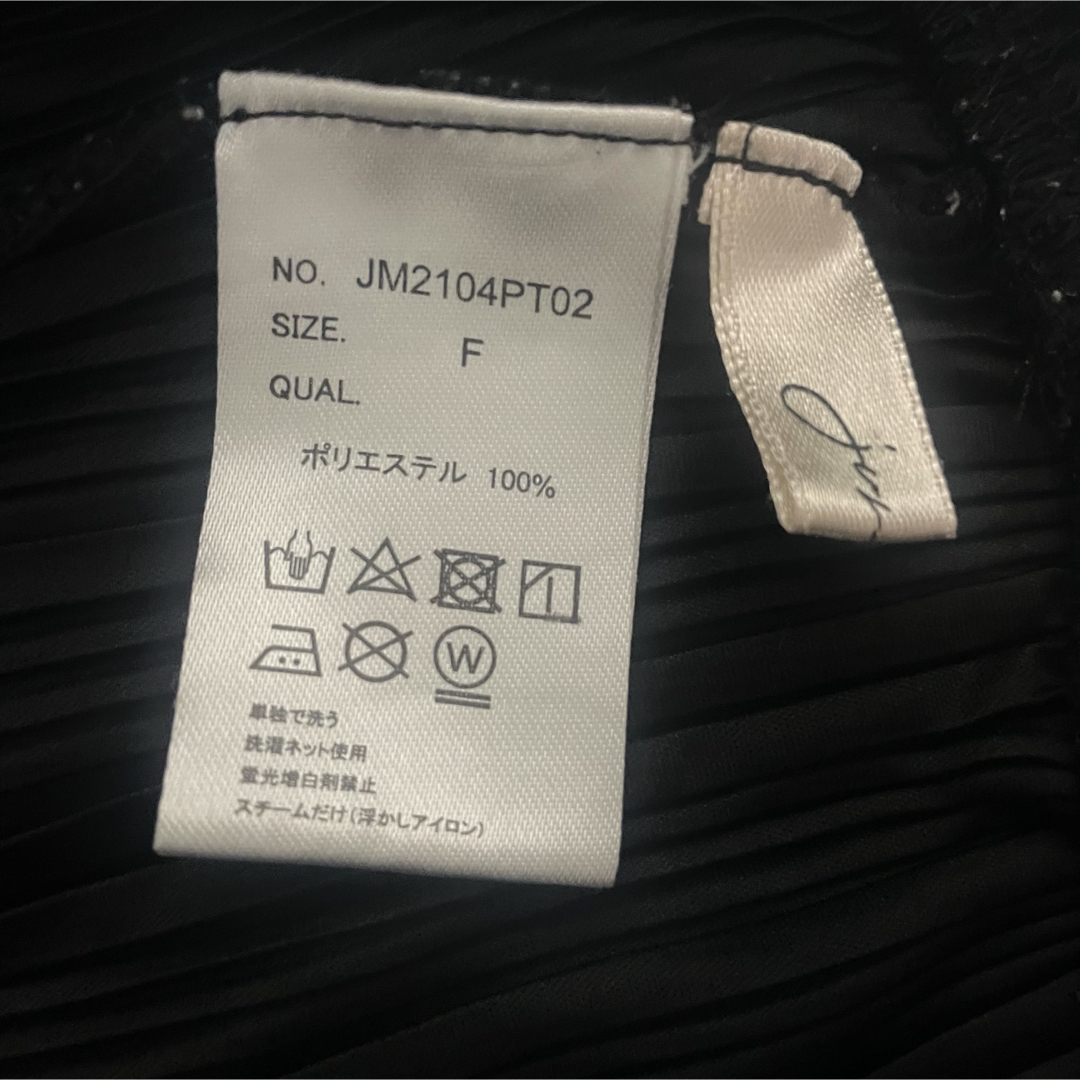 NO. JM2104PT02
SIZE. F
QUAL.
ポリエステル 100%
W
単独で洗う
洗濯ネット使用
蛍光増白剤禁止
スチームだけ(浮かしアイロン)